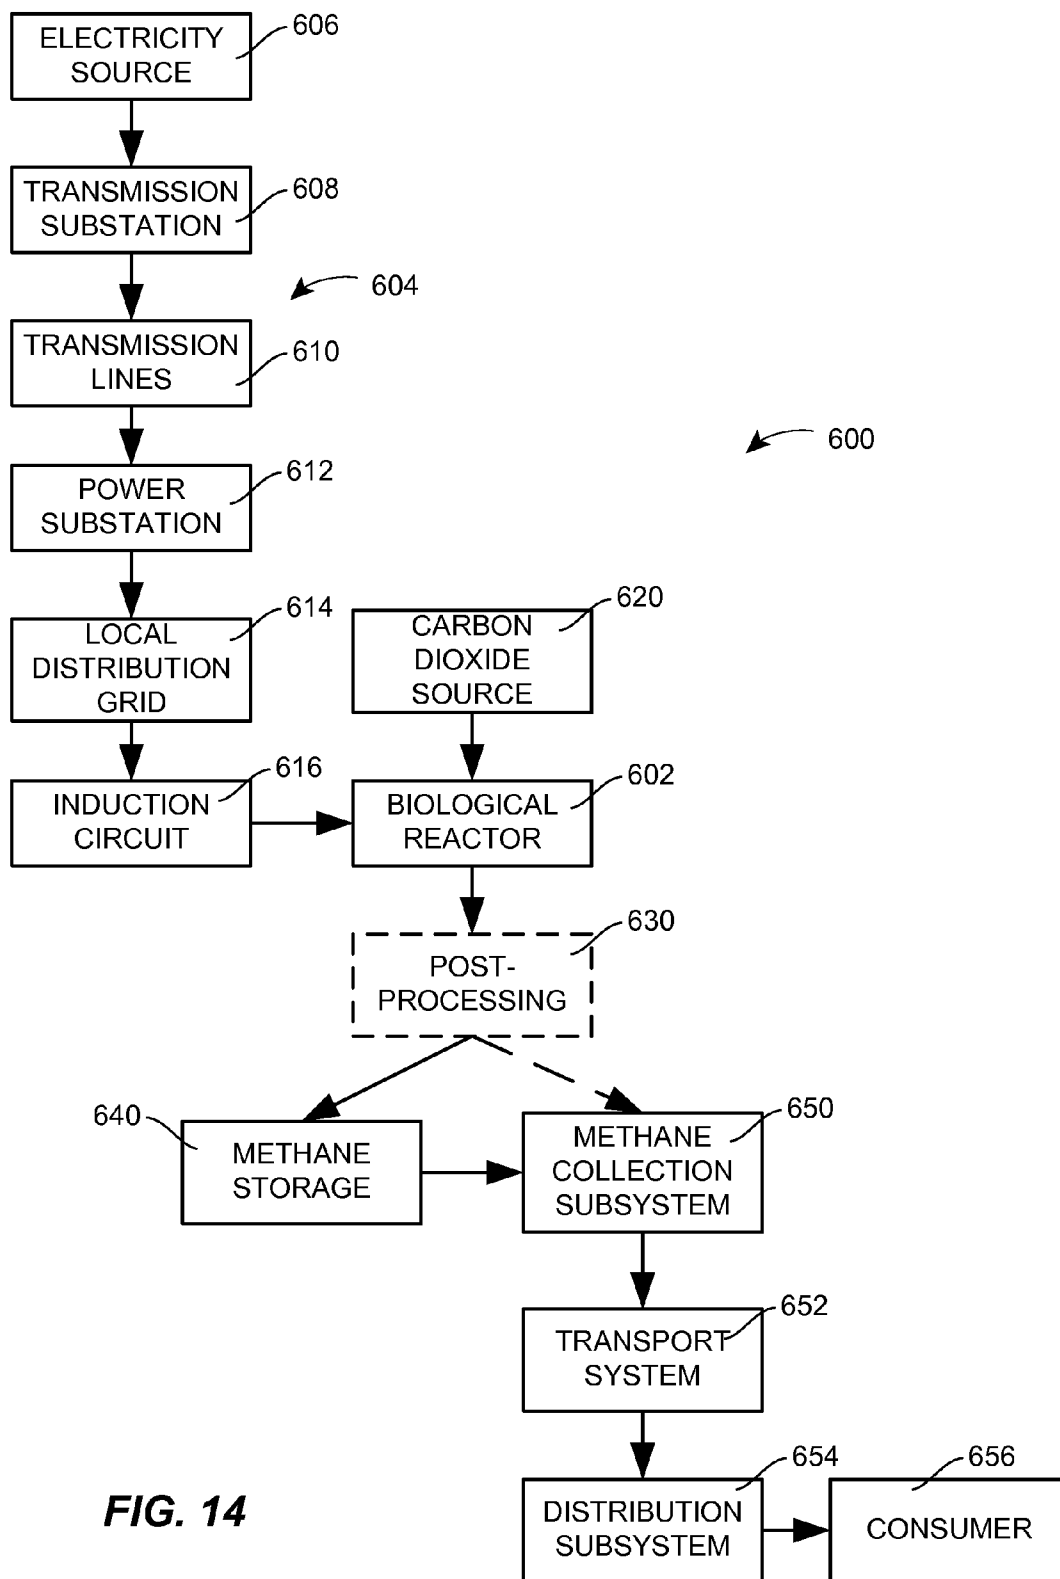 ELECTRICITY
SOURCE
606
TRANSMISSION
SUBSTATION
608
604
TRANSMISSION
LINES
610
600
POWER
SUBSTATION
612
LOCAL
DISTRIBUTION
GRID
614
CARBON
DIOXIDE
SOURCE
620
INDUCTION
CIRCUIT
616
BIOLOGICAL
REACTOR
602
POST-
PROCESSING
630
640
METHANE
STORAGE
METHANE
COLLECTION
SUBSYSTEM
650
TRANSPORT
SYSTEM
652
DISTRIBUTION
SUBSYSTEM
654
CONSUMER
656
FIG. 14